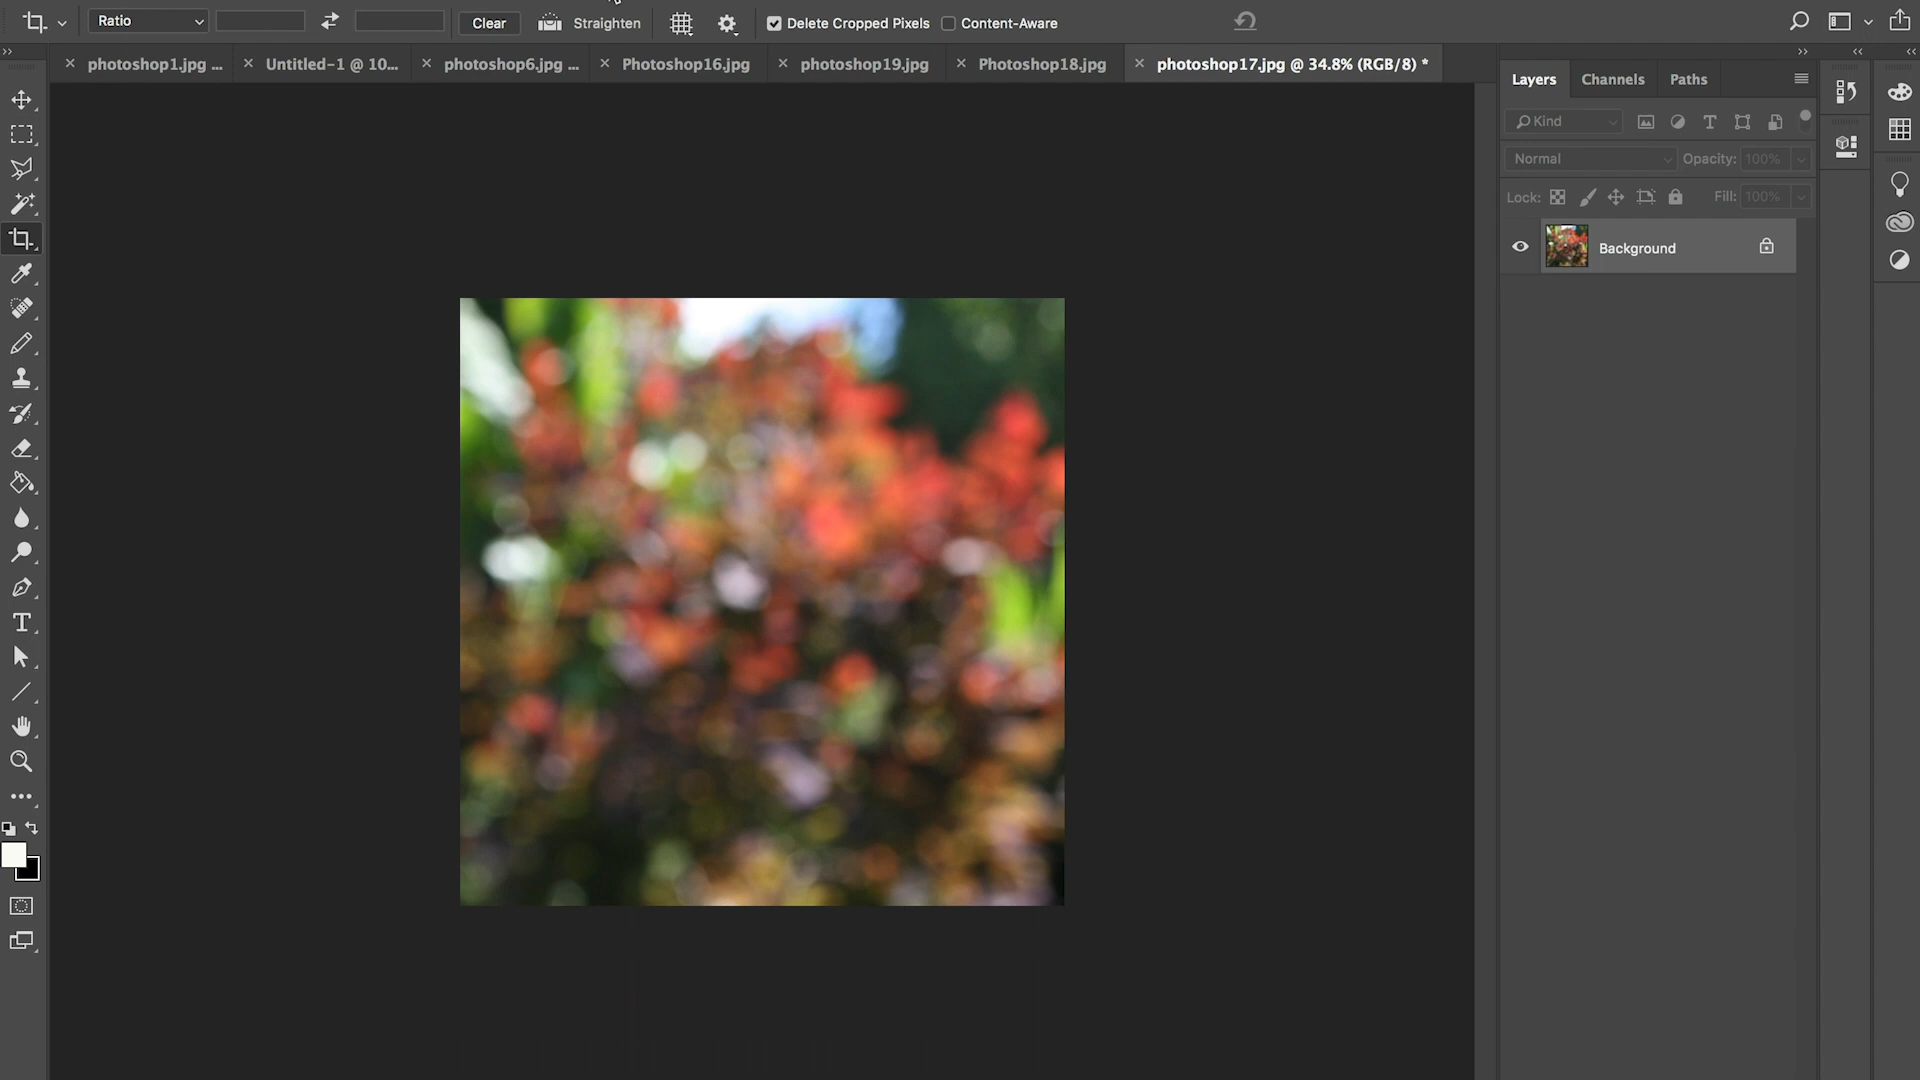 Ratio Clear Straighten Delete Cropped Pixels Content-Aware
photoshop1.jpg ... Untitled-1 @ 10... photoshop6.jpg ... Photoshop16.jpg photoshop19.jpg Photoshop18.jpg photoshop17.jpg @ 34.8% (RGB/8) *
Layers Channels Paths
Kind
Normal Opacity: 100%
Lock: Fill: 100%
Background